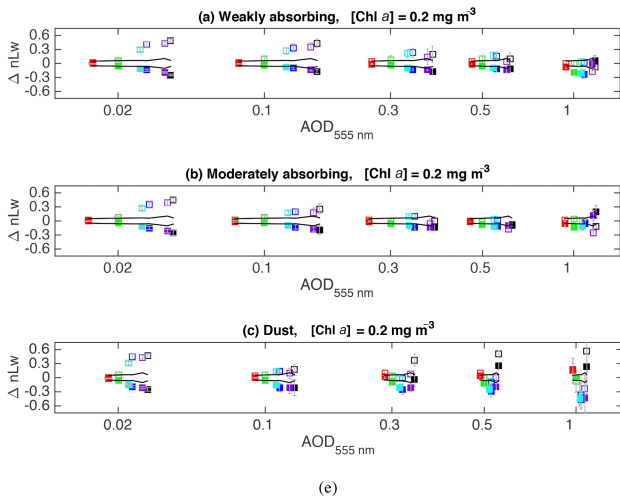 (a) Weakly absorbing, [Chl a] = 0.2 mg m⁻³
Δ nLw
0.6
0.3
0
-0.3
-0.6
0.02 0.1 0.3 0.5 1
AOD555 nm
(b) Moderately absorbing, [Chl a] = 0.2 mg m⁻³
Δ nLw
0.6
0.3
0
-0.3
-0.6
0.02 0.1 0.3 0.5 1
AOD555 nm
(c) Dust, [Chl a] = 0.2 mg m⁻³
Δ nLw
0.6
0.3
0
-0.3
-0.6
0.02 0.1 0.3 0.5 1
AOD555 nm
(e)